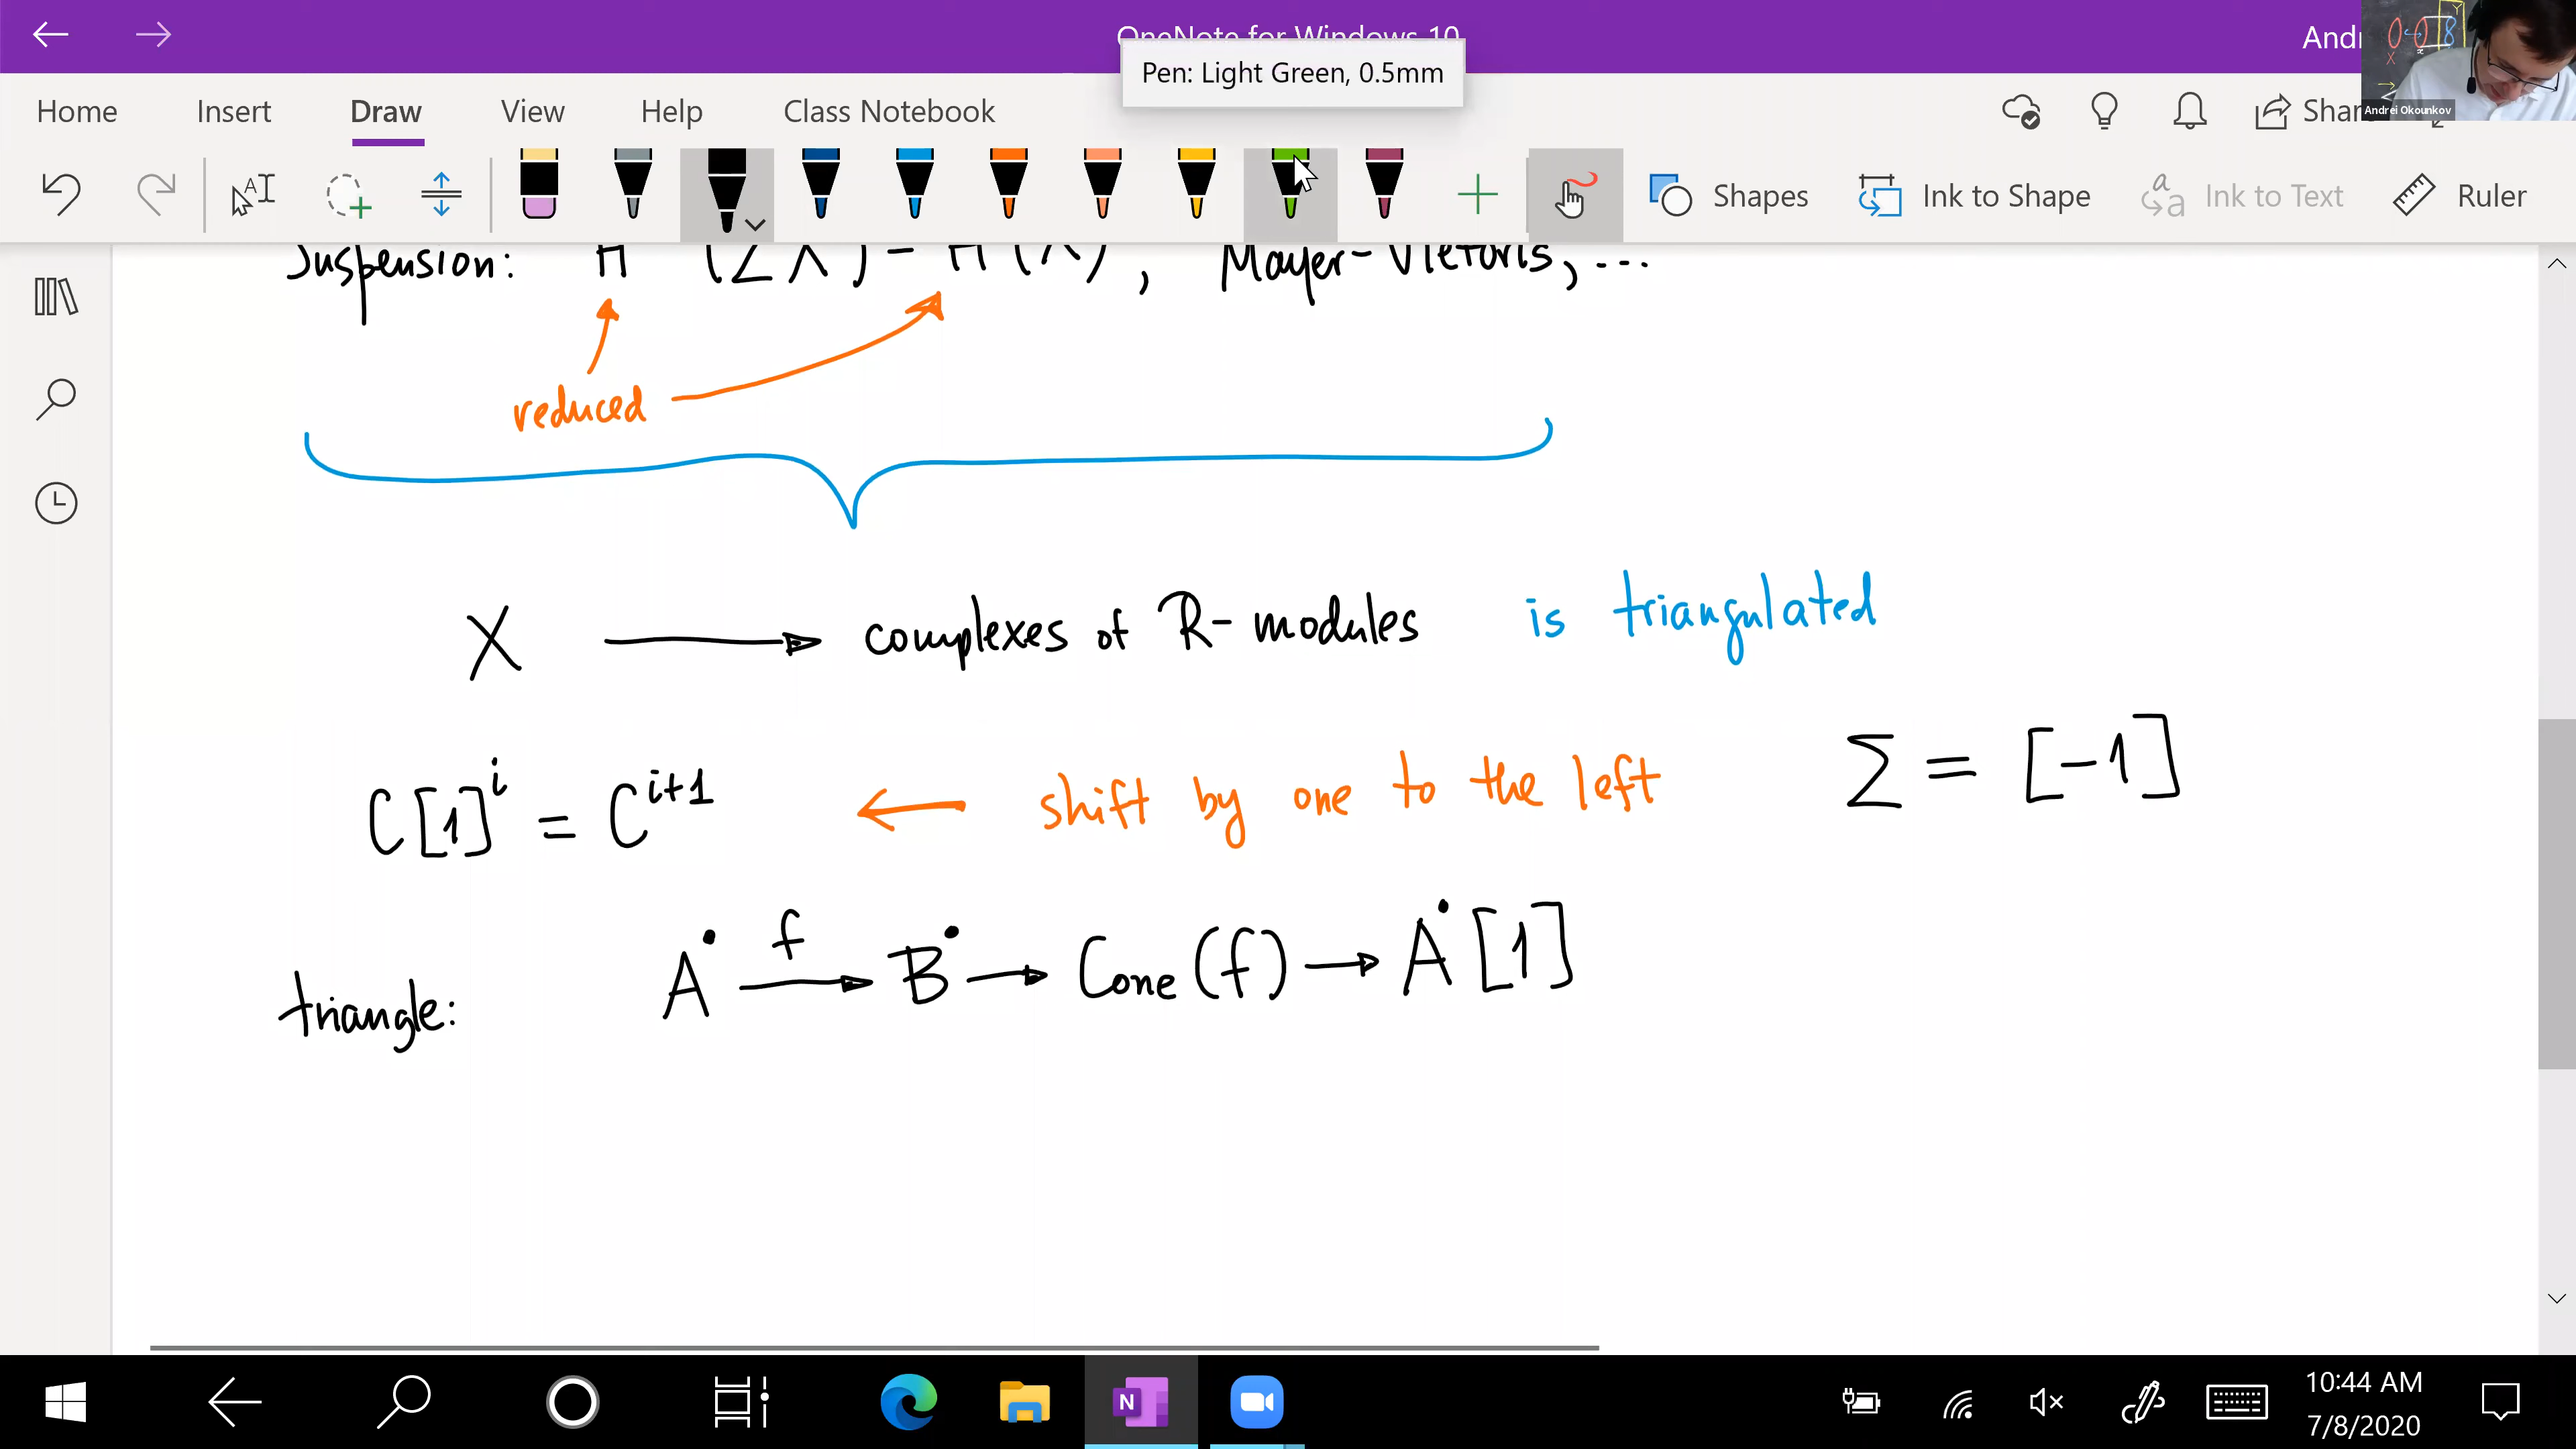 OneNote for Windows 10
Pen: Light Green, 0.5mm
Andrei Okounkov
Home Insert Draw View Help Class Notebook
Shapes Ink to Shape Ink to Text Ruler
Suspension: H (ΣX) = H (X), Mayer-Vietoris, ...
reduced
X → complexes of R-modules is triangulated
C[1]^i = C^{i+1} ← shift by one to the left Σ = [-1]
triangle: A^• →^f B^• → Cone(f) → A^•[1]
10:44 AM
7/8/2020